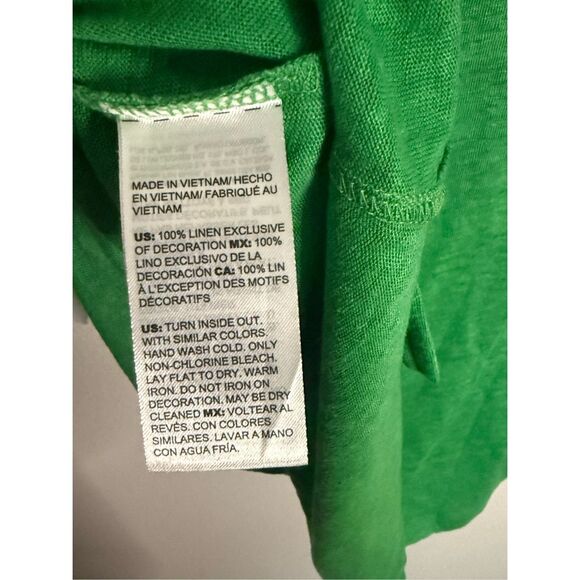 MADE IN VIETNAM/ HECHO
EN VIETNAM/ FABRIQUÉ AU
VIETNAM
US: 100% LINEN EXCLUSIVE
OF DECORATION MX: 100%
LINO EXCLUSIVO DE LA
DECORACIÓN CA: 100% LIN
À L'EXCEPTION DES MOTIFS
DÉCORATIFS
US: TURN INSIDE OUT.
WITH SIMILAR COLORS.
HAND WASH COLD. ONLY
NON-CHLORINE BLEACH.
LAY FLAT TO DRY. WARM
IRON. DO NOT IRON ON
DECORATION. MAY BE DRY
CLEANED MX: VOLTEAR AL
REVÉS. CON COLORES
SIMILARES. LAVAR A MANO
CON AGUA FRÍA.